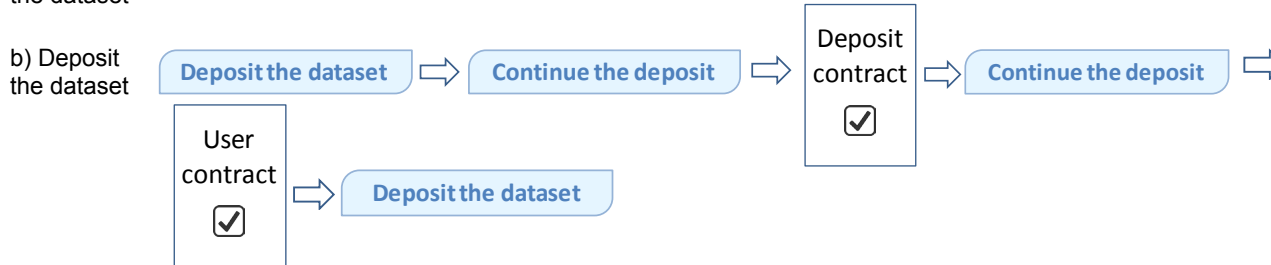 the dataset
b) Deposit
the dataset
Deposit the dataset
Continue the deposit
Deposit
contract
Continue the deposit
User
contract
Deposit the dataset